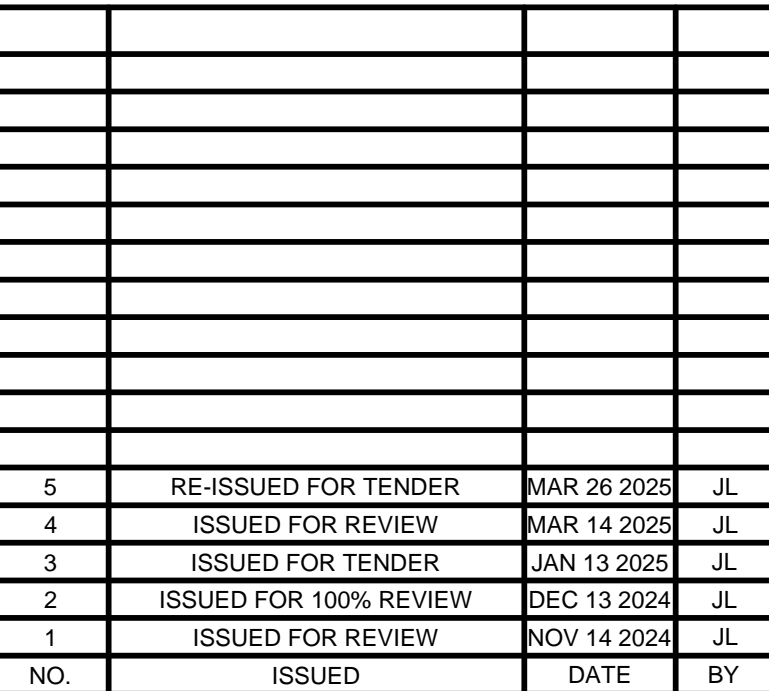 5 RE-ISSUED FOR TENDER MAR 26 2025 JL
4 ISSUED FOR REVIEW MAR 14 2025 JL
3 ISSUED FOR TENDER JAN 13 2025 JL
2 ISSUED FOR 100% REVIEW DEC 13 2024 JL
1 ISSUED FOR REVIEW NOV 14 2024 JL
NO. ISSUED DATE BY